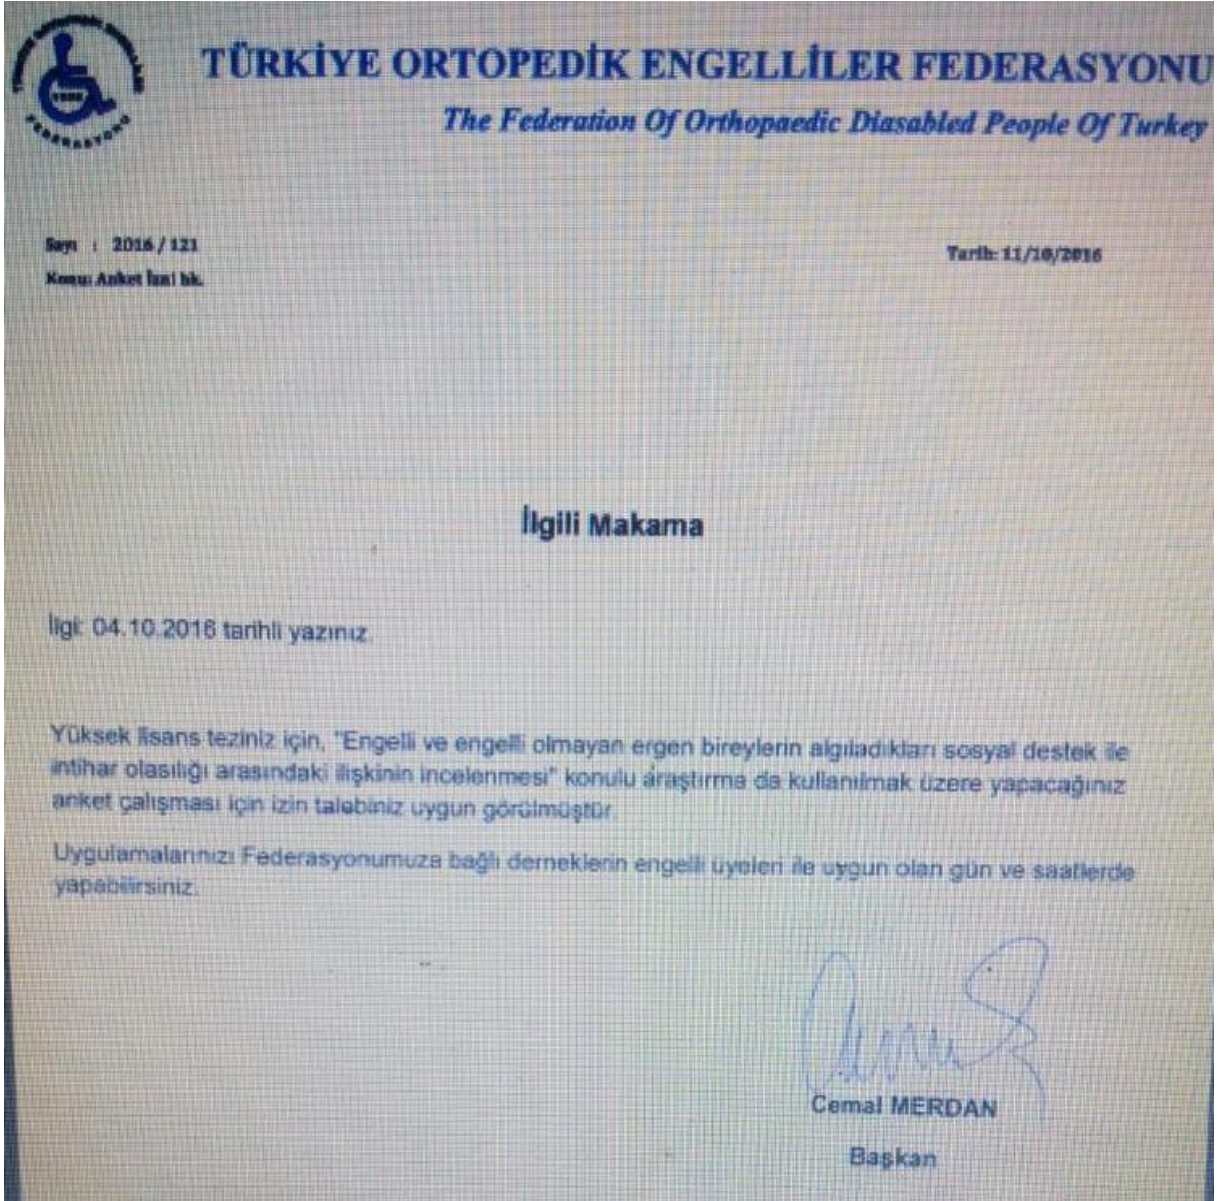 TÜRKİYE ORTOPEDİK ENGELLİLER FEDERASYONU
The Federation Of Orthopaedic Diasabled People Of Turkey
FEDERASYONU
Sayı : 2016 / 121
Tarih: 11/10/2016
Konu: Anket İzni hk.
İlgili Makama
İlgi: 04.10.2016 tarihli yazınız.
Yüksek lisans teziniz için, "Engelli ve engelli olmayan ergen bireylerin algıladıkları sosyal destek ile
intihar olasılığı arasındaki ilişkinin incelenmesi" konulu araştırma da kullanılmak üzere yapacağınız
anket çalışması için izin talebiniz uygun görülmüştür.
Uygulamalarınızı Federasyonumuza bağlı derneklerin engelli üyeleri ile uygun olan gün ve saatlerde
yapabilirsiniz.
Cemal MERDAN
Başkan